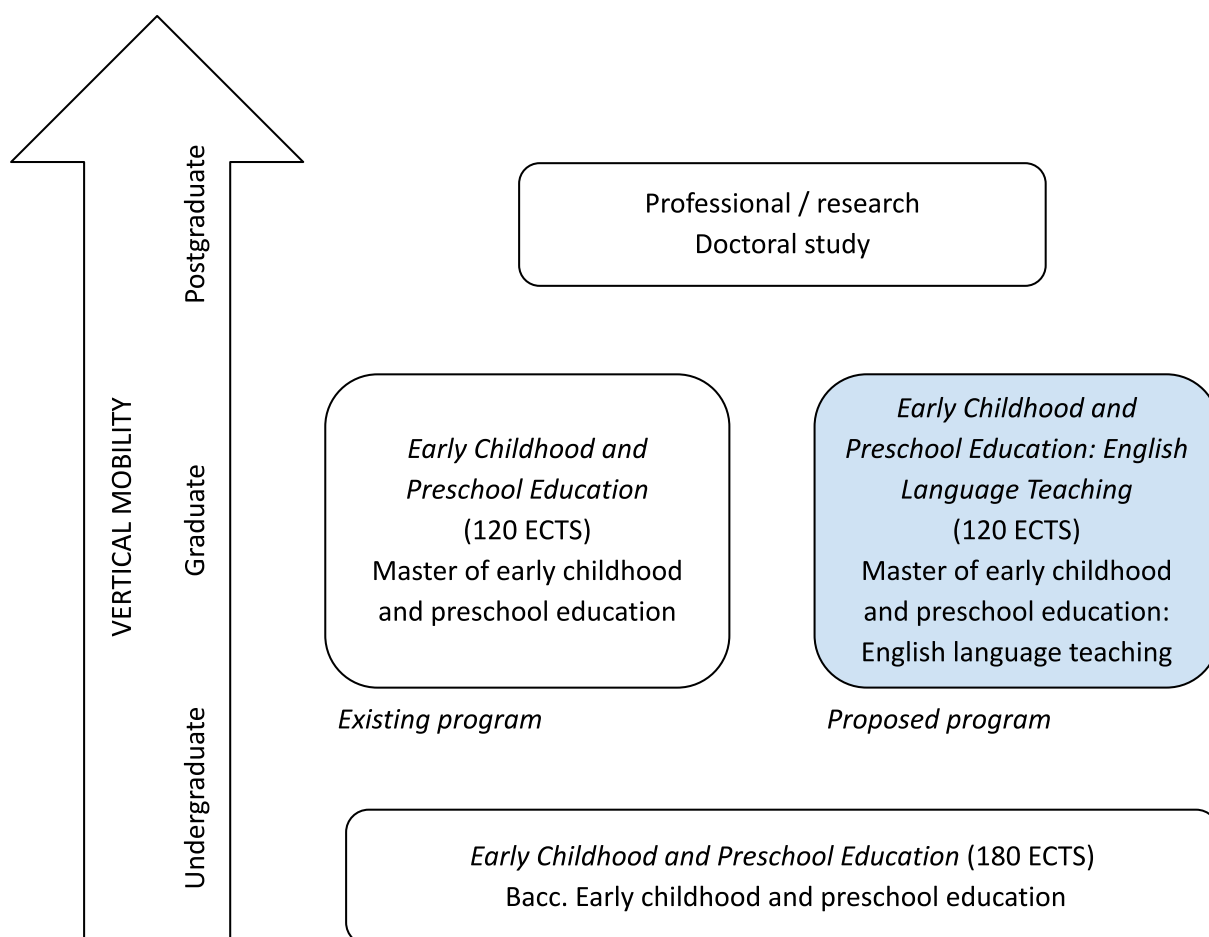 VERTICAL MOBILITY
Postgraduate
Graduate
Undergraduate
Professional / research
Doctoral study
Early Childhood and
Preschool Education
(120 ECTS)
Master of early childhood
and preschool education
Existing program
Early Childhood and
Preschool Education: English
Language Teaching
(120 ECTS)
Master of early childhood
and preschool education:
English language teaching
Proposed program
Early Childhood and Preschool Education (180 ECTS)
Bacc. Early childhood and preschool education